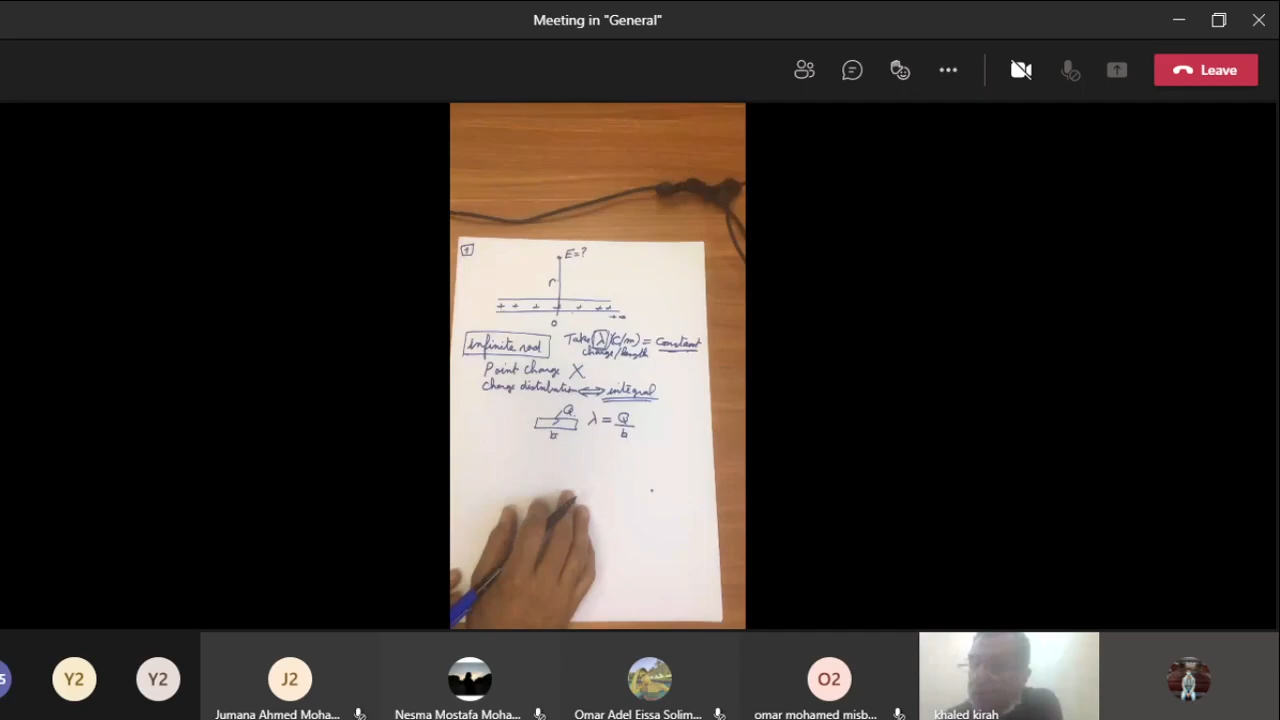 Meeting in "General"
Leave
1
E=?
r
+ + + + + + +
0
++
infinite rod
Take λ (C/m) = Constant
charge/length
Point charge X
Charge distribution ⟺ integral
Q
λ = Q/b
b
Y2
Y2
J2
O2
Jumana Ahmed Moha...
Nesma Mostafa Moha...
Omar Adel Eissa Solim...
omar mohamed misb...
khaled kirah